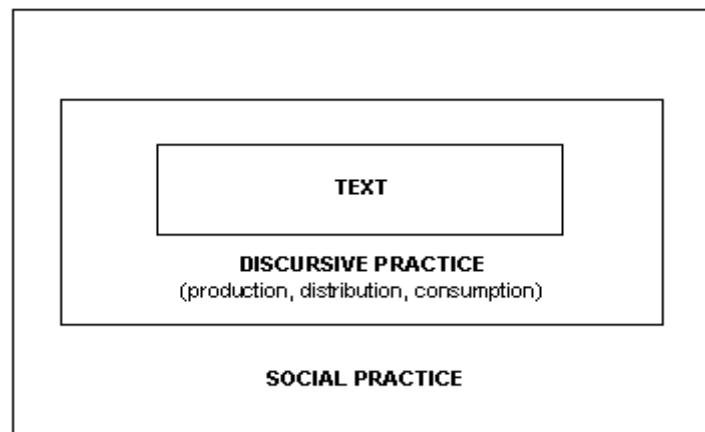 TEXT
DISCURSIVE PRACTICE
(production, distribution, consumption)
SOCIAL PRACTICE